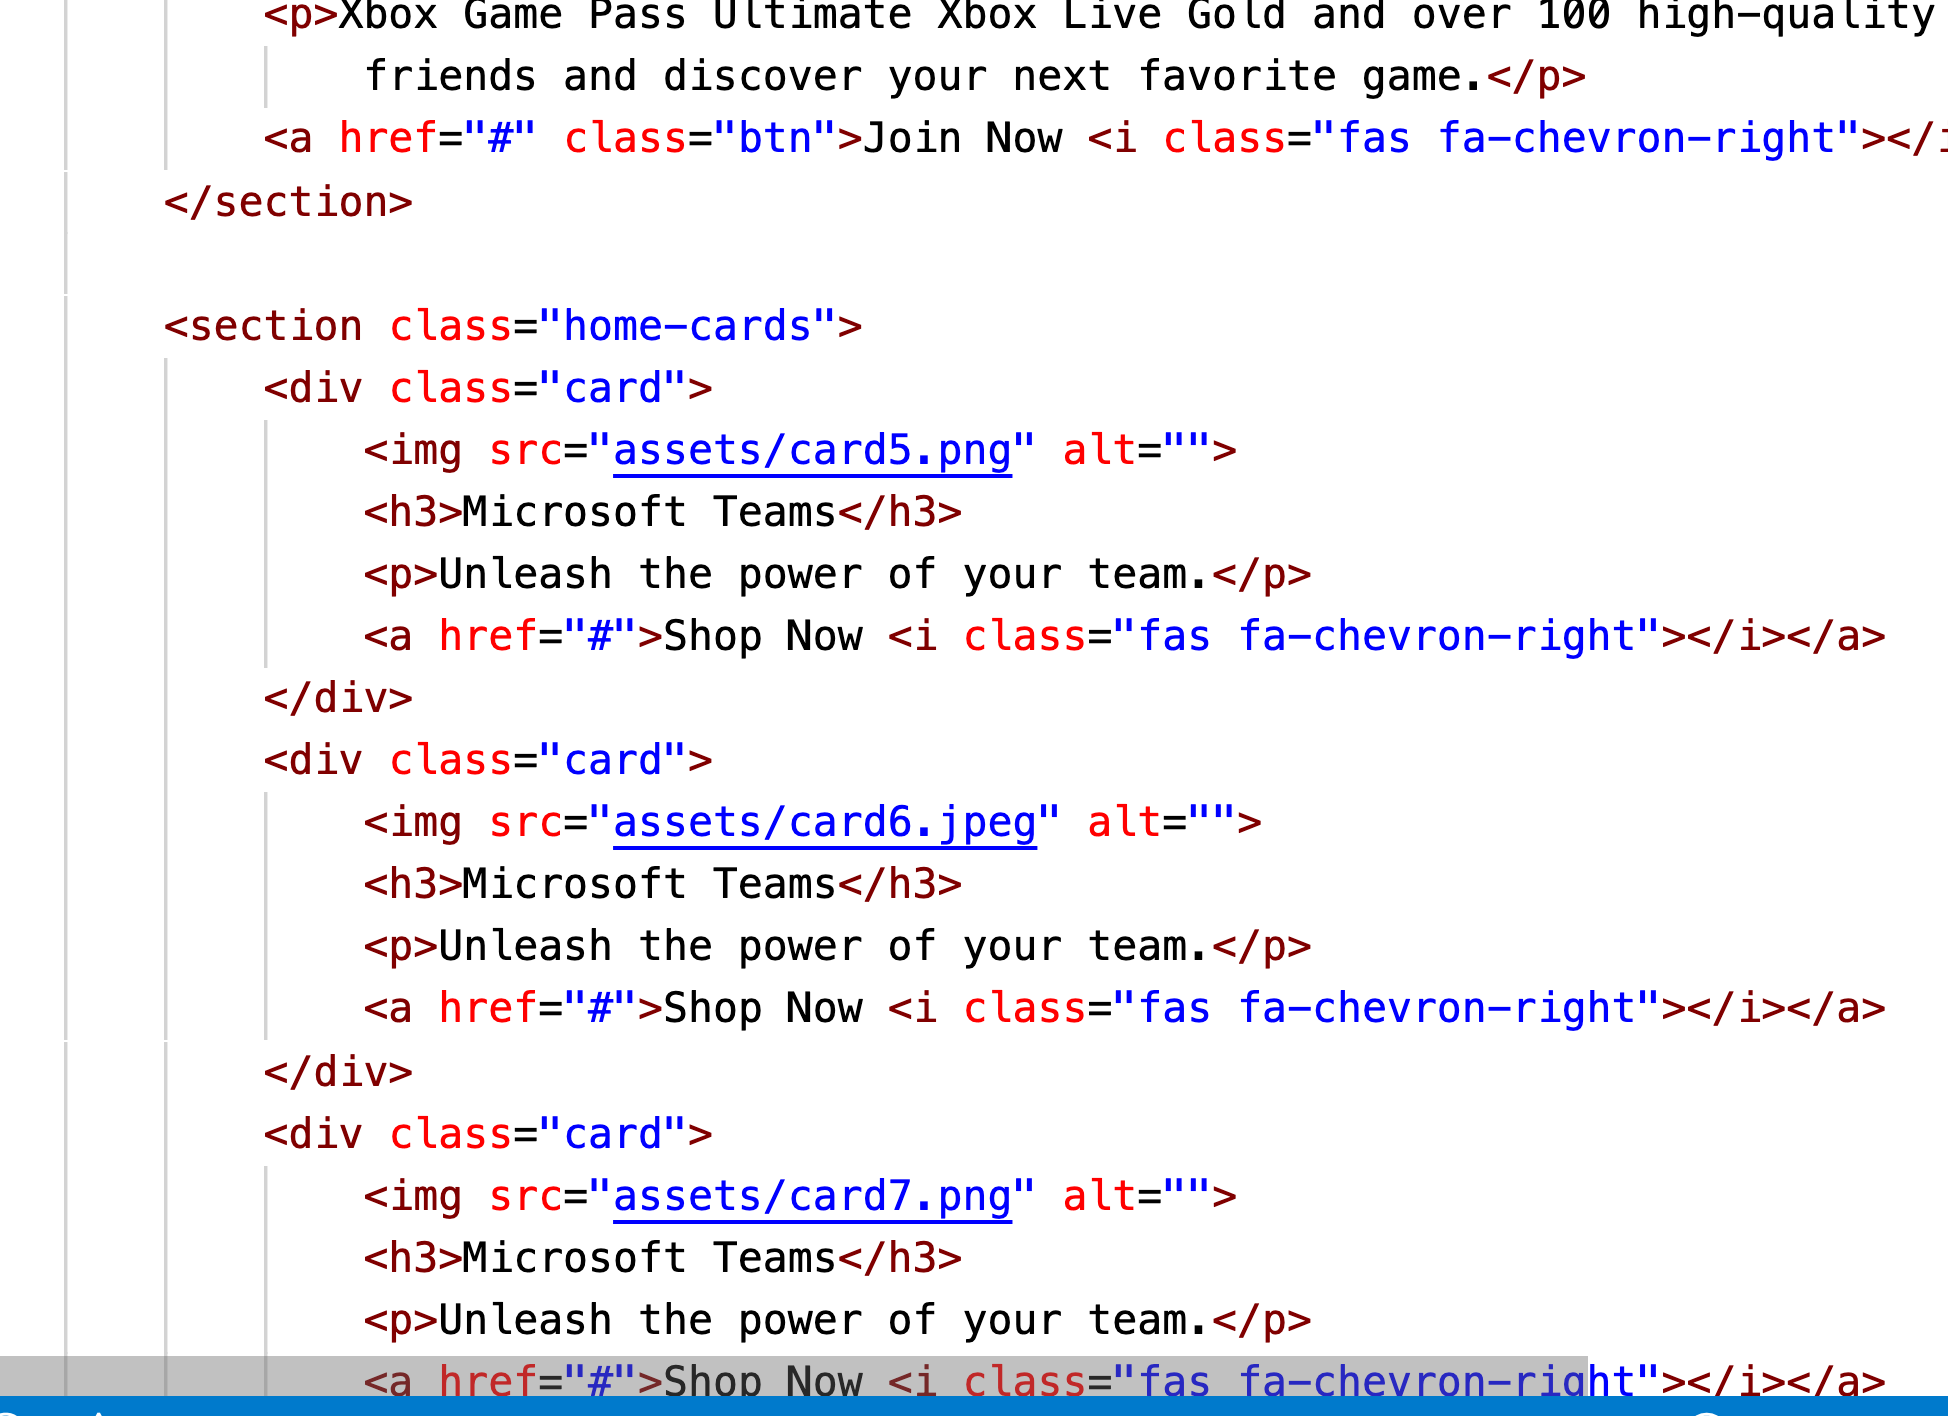 <p>Xbox Game Pass Ultimate Xbox Live Gold and over 100 high-quality
friends and discover your next favorite game.</p>
<a href="#" class="btn">Join Now <i class="fas fa-chevron-right"></i
</section>
<section class="home-cards">
<div class="card">
<img src="assets/card5.png" alt="">
<h3>Microsoft Teams</h3>
<p>Unleash the power of your team.</p>
<a href="#">Shop Now <i class="fas fa-chevron-right"></i></a>
</div>
<div class="card">
<img src="assets/card6.jpeg" alt="">
<h3>Microsoft Teams</h3>
<p>Unleash the power of your team.</p>
<a href="#">Shop Now <i class="fas fa-chevron-right"></i></a>
</div>
<div class="card">
<img src="assets/card7.png" alt="">
<h3>Microsoft Teams</h3>
<p>Unleash the power of your team.</p>
<a href="#">Shop Now <i class="fas fa-chevron-right"></i></a>